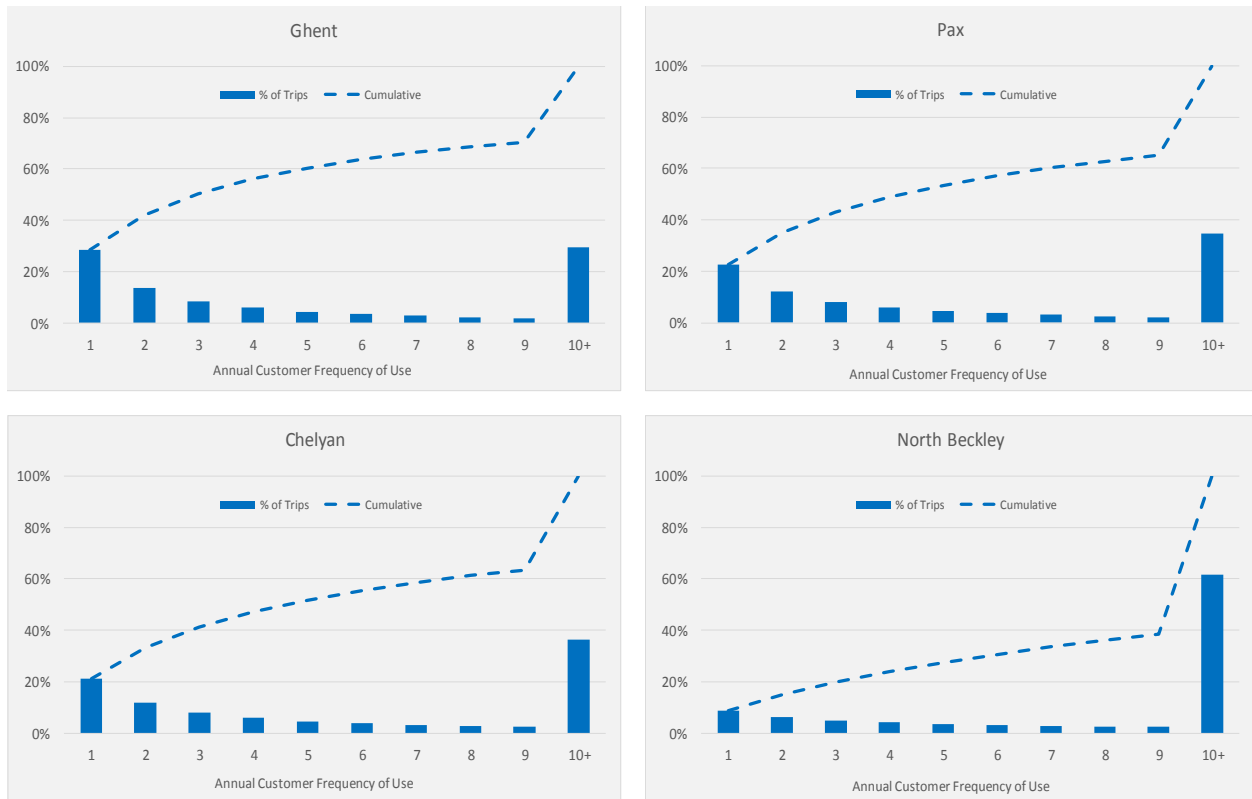 Ghent
% of Trips Cumulative
100%
80%
60%
40%
20%
0%
1 2 3 4 5 6 7 8 9 10+
Annual Customer Frequency of Use
Pax
% of Trips Cumulative
100%
80%
60%
40%
20%
0%
1 2 3 4 5 6 7 8 9 10+
Annual Customer Frequency of Use
Chelyan
% of Trips Cumulative
100%
80%
60%
40%
20%
0%
1 2 3 4 5 6 7 8 9 10+
Annual Customer Frequency of Use
North Beckley
% of Trips Cumulative
100%
80%
60%
40%
20%
0%
1 2 3 4 5 6 7 8 9 10+
Annual Customer Frequency of Use